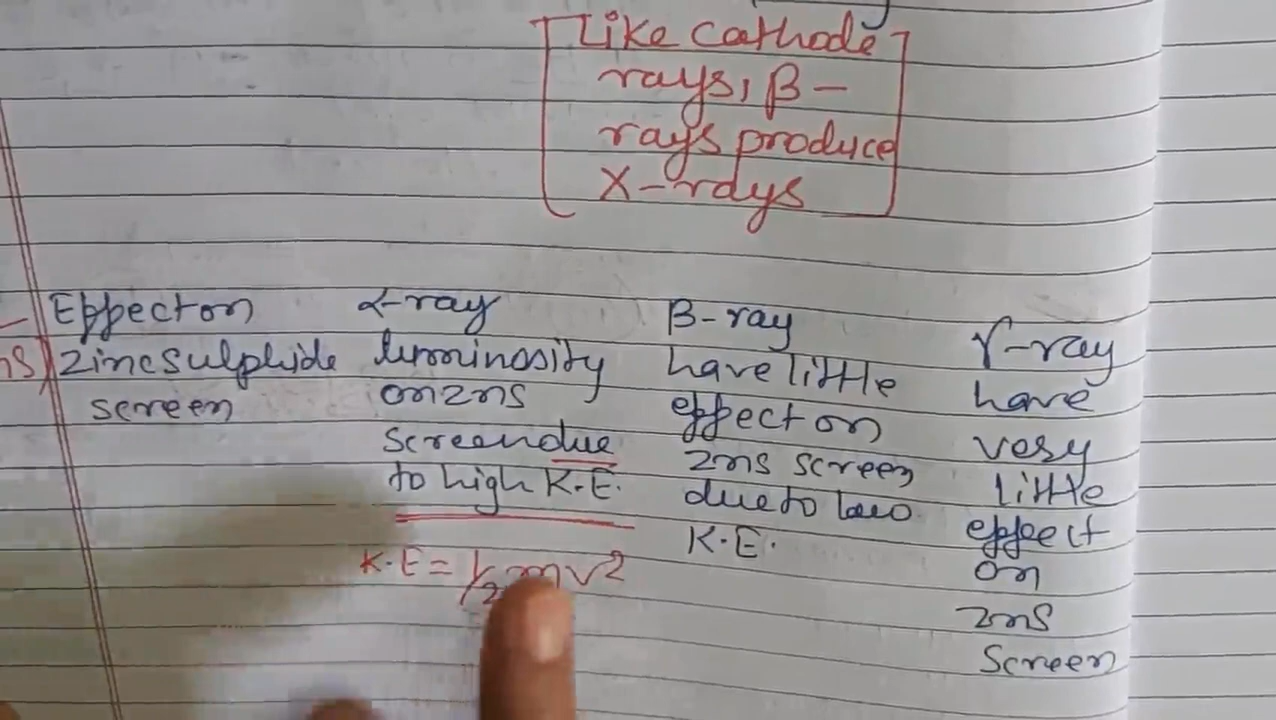 Like cathode
rays, β-
rays produce
X-rays
Effect on
Zinc sulphide
screen
α-ray
luminosity
on zns
screen due
to high K.E.
K.E = 1/2 mv²
β-ray
have little
effect on
zns screen
due to low
K.E.
γ-ray
have
very
little
effect
on
zns
screen